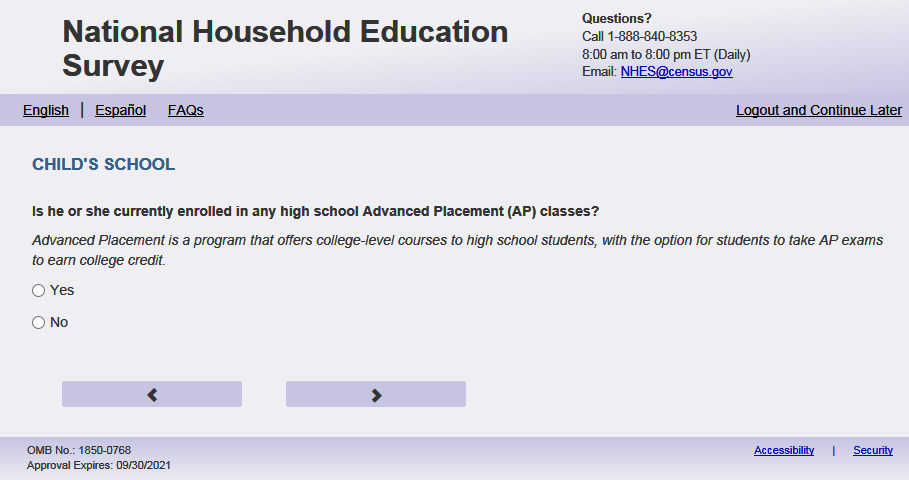 National Household Education
Survey
Questions?
Call 1-888-840-8353
8:00 am to 8:00 pm ET (Daily)
Email: NHES@census.gov
English | Español FAQs Logout and Continue Later
CHILD'S SCHOOL
Is he or she currently enrolled in any high school Advanced Placement (AP) classes?
Advanced Placement is a program that offers college-level courses to high school students, with the option for students to take AP exams
to earn college credit.
Yes
No
OMB No.: 1850-0768
Approval Expires: 09/30/2021
Accessibility | Security